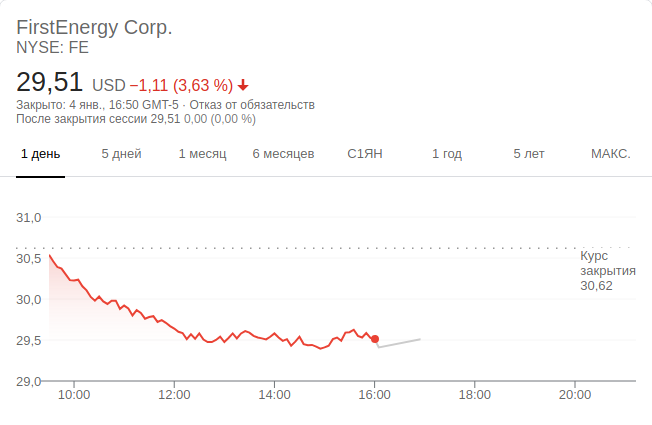 FirstEnergy Corp.
NYSE: FE
29,51 USD −1,11 (3,63 %)
Закрыто: 4 янв., 16:50 GMT-5 · Отказ от обязательств
После закрытия сессии 29,51 0,00 (0,00 %)
1 день 5 дней 1 месяц 6 месяцев С1ЯН 1 год 5 лет МАКС.
31,0
Курс
30,5
закрытия
30,62
30,0
29,5
29,0
10:00 12:00 14:00 16:00 18:00 20:00